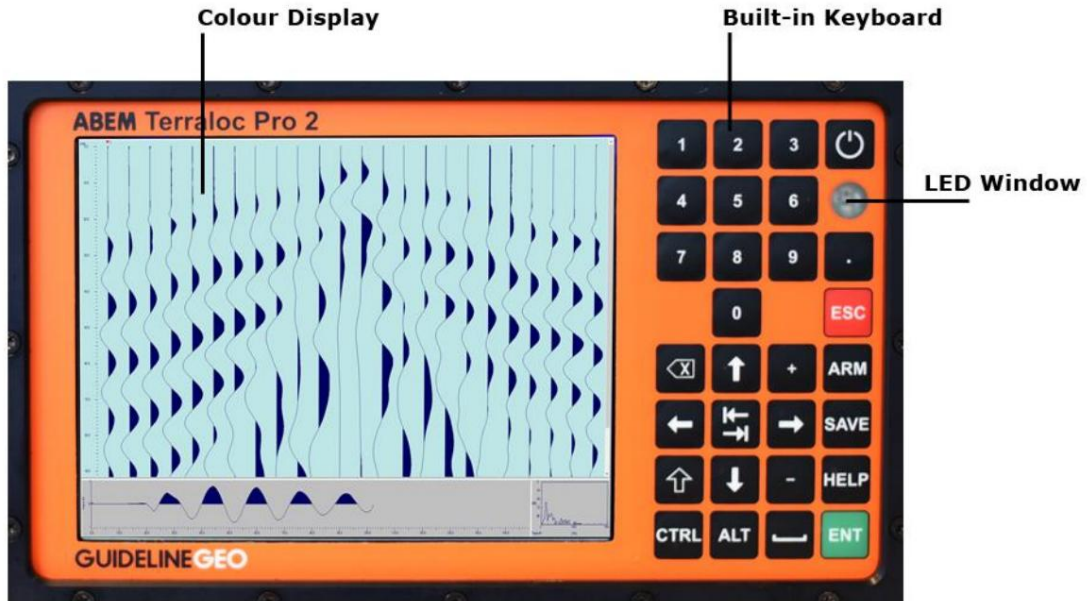 Colour Display
Built-in Keyboard
ABEM Terraloc Pro 2
1 2 3
LED Window
4 5 6
7 8 9 .
0 ESC
+ ARM
SAVE
- HELP
CTRL ALT ENT
GUIDELINEGEO